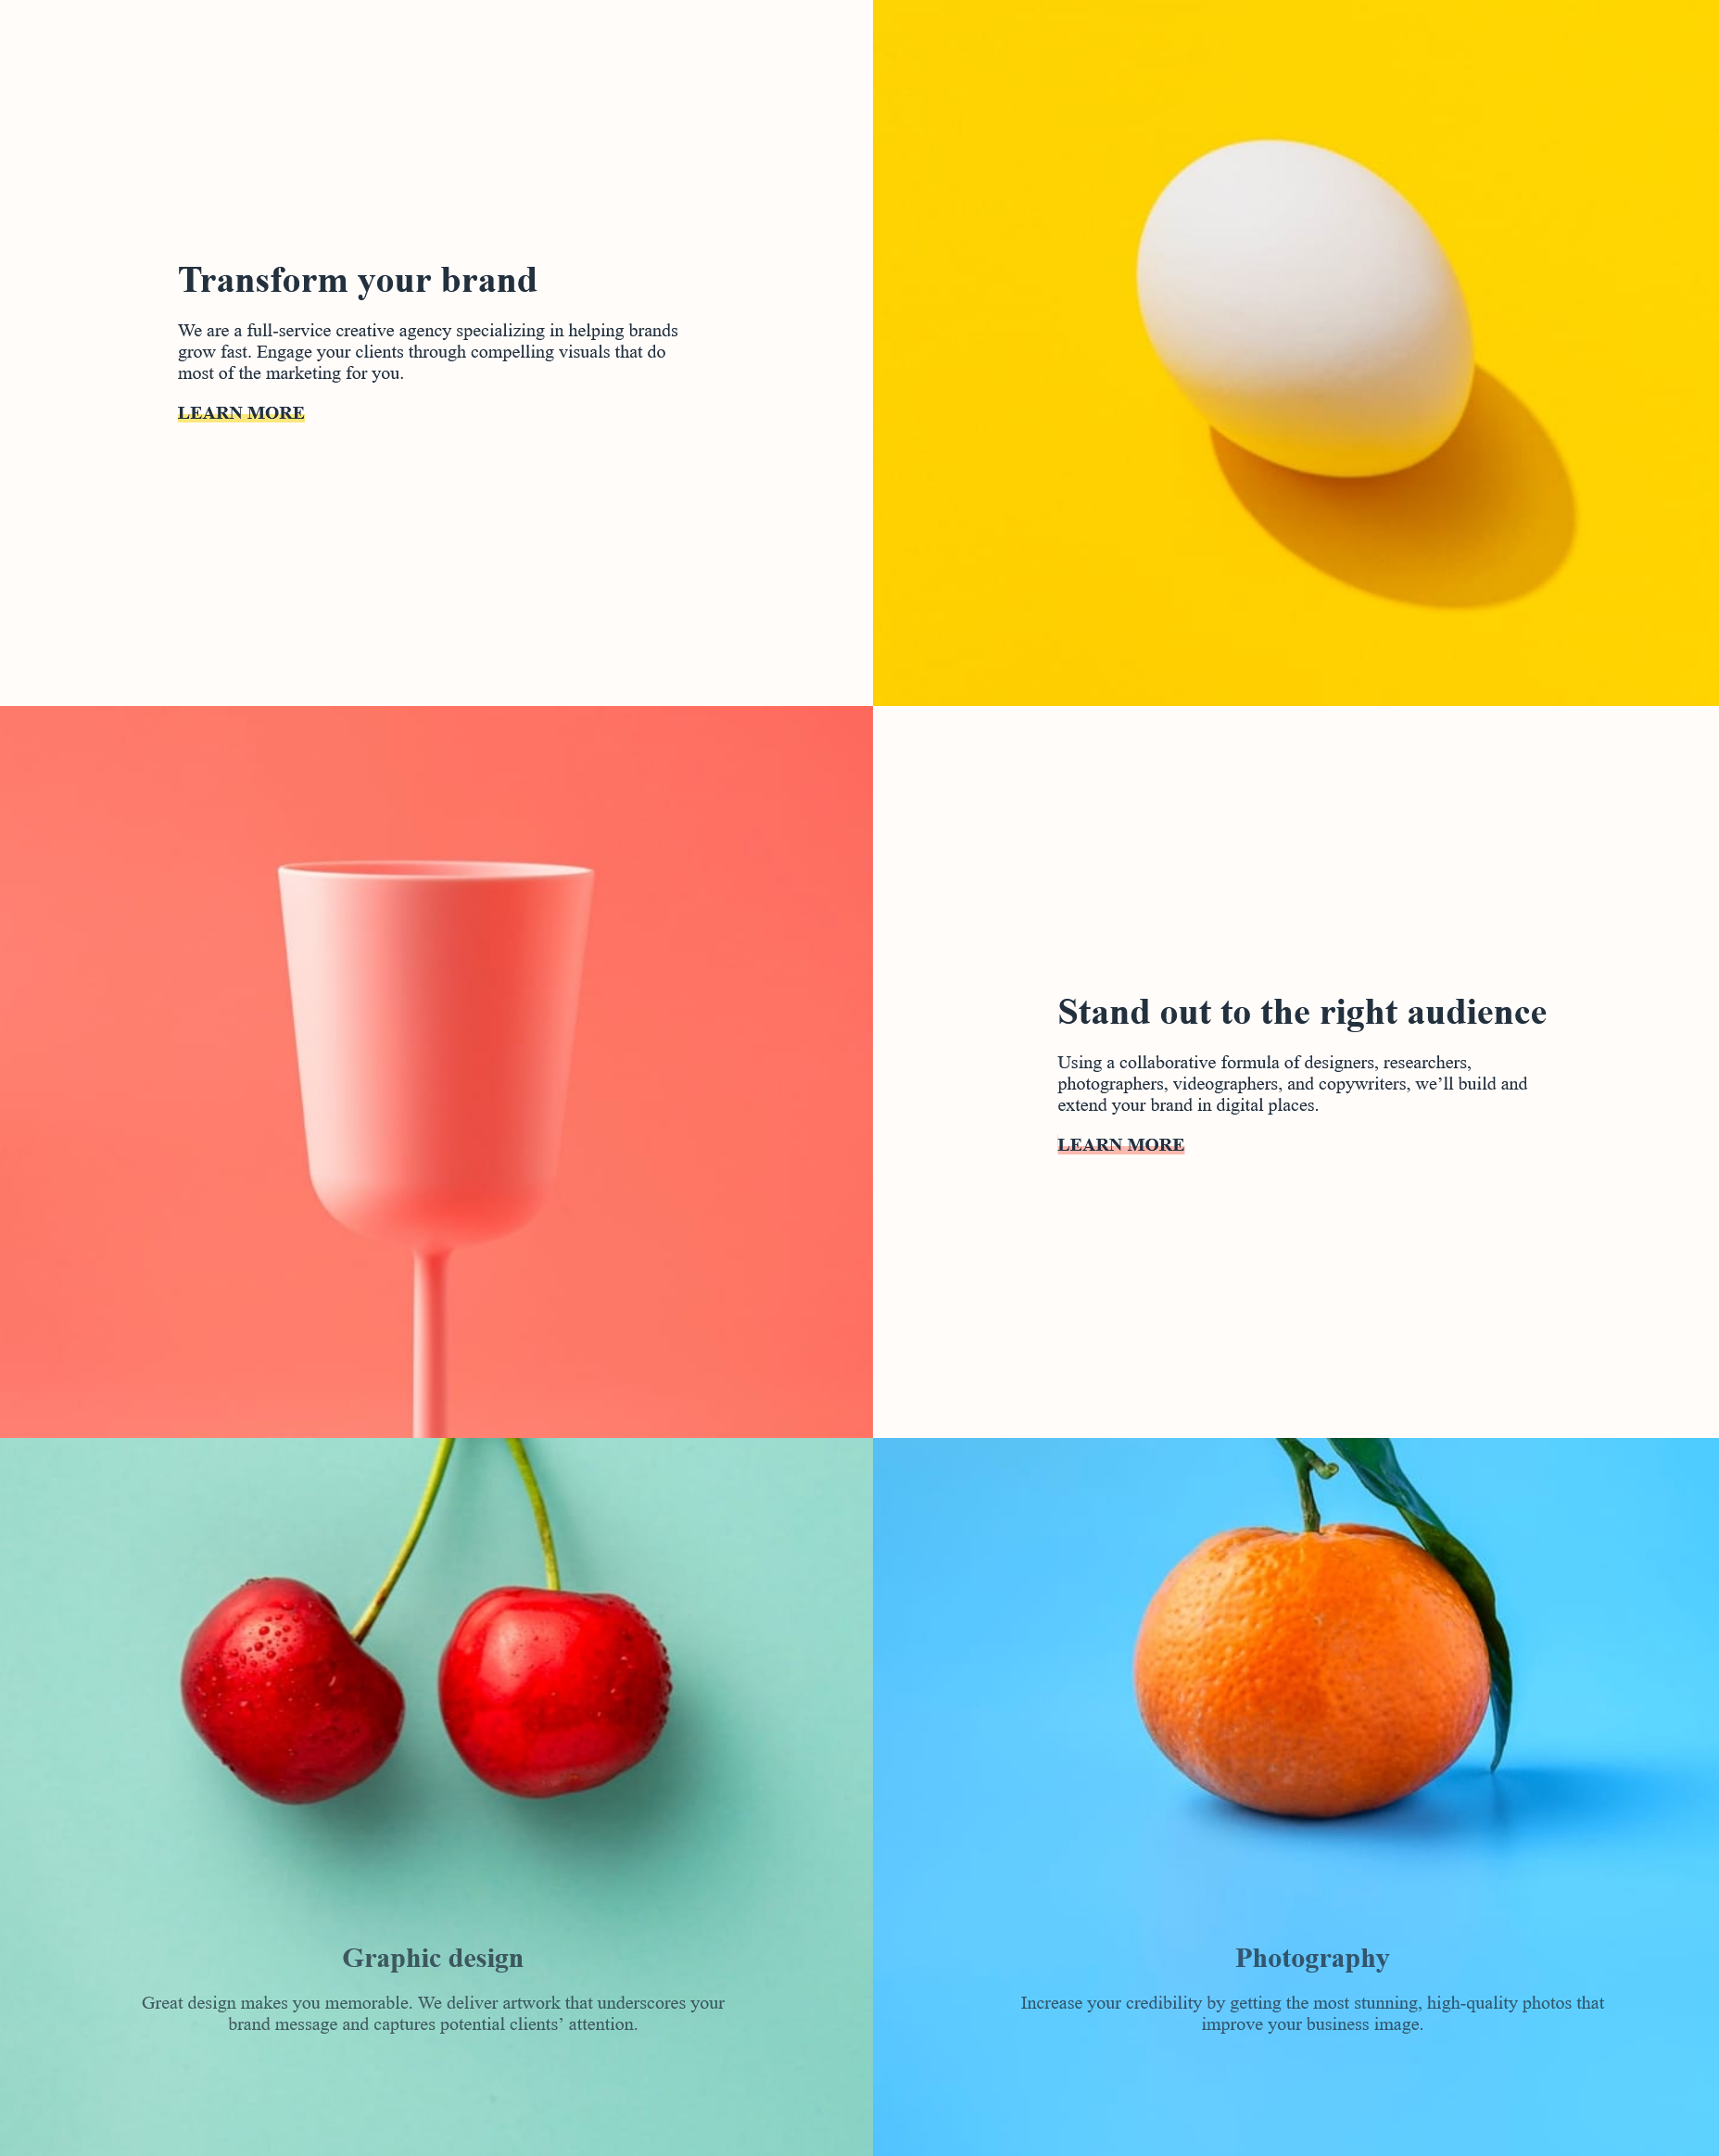 Transform your brand
We are a full-service creative agency specializing in helping brands
grow fast. Engage your clients through compelling visuals that do
most of the marketing for you.
LEARN MORE
Stand out to the right audience
Using a collaborative formula of designers, researchers,
photographers, videographers, and copywriters, we’ll build and
extend your brand in digital places.
LEARN MORE
Graphic design
Great design makes you memorable. We deliver artwork that underscores your
brand message and captures potential clients’ attention.
Photography
Increase your credibility by getting the most stunning, high-quality photos that
improve your business image.